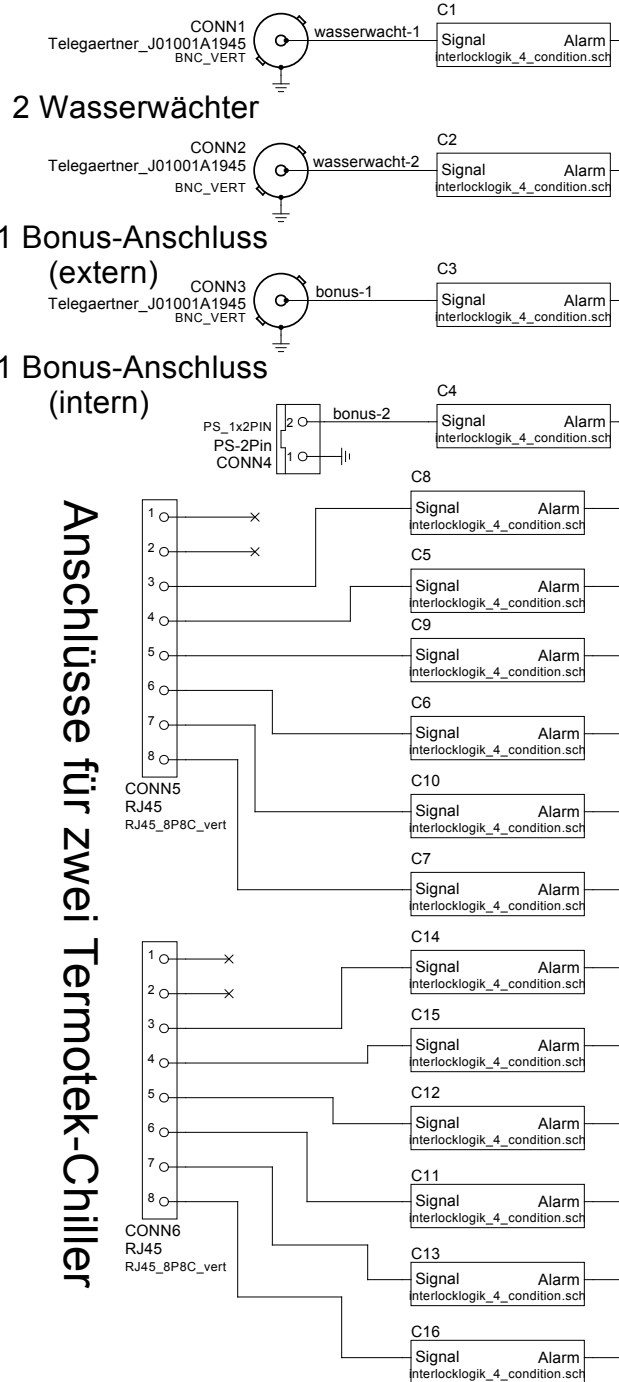 C1
CONN1
Telegaertner_J01001A1945
BNC_VERT
wasserwacht-1
Signal Alarm
interlocklogik_4_condition.sch
2 Wasserwächter
C2
CONN2
Telegaertner_J01001A1945
BNC_VERT
wasserwacht-2
Signal Alarm
interlocklogik_4_condition.sch
1 Bonus-Anschluss
(extern)
C3
CONN3
Telegaertner_J01001A1945
BNC_VERT
bonus-1
Signal Alarm
interlocklogik_4_condition.sch
1 Bonus-Anschluss
(intern)
C4
PS_1x2PIN
PS-2Pin
CONN4
2
1
bonus-2
Signal Alarm
interlocklogik_4_condition.sch
Anschlüsse für zwei Termotek-Chiller
1
2
3
4
5
6
7
8
CONN5
RJ45
RJ45_8P8C_vert
C8
Signal Alarm
interlocklogik_4_condition.sch
C5
Signal Alarm
interlocklogik_4_condition.sch
C9
Signal Alarm
interlocklogik_4_condition.sch
C6
Signal Alarm
interlocklogik_4_condition.sch
C10
Signal Alarm
interlocklogik_4_condition.sch
C7
Signal Alarm
interlocklogik_4_condition.sch
1
2
3
4
5
6
7
8
CONN6
RJ45
RJ45_8P8C_vert
C14
Signal Alarm
interlocklogik_4_condition.sch
C15
Signal Alarm
interlocklogik_4_condition.sch
C12
Signal Alarm
interlocklogik_4_condition.sch
C11
Signal Alarm
interlocklogik_4_condition.sch
C13
Signal Alarm
interlocklogik_4_condition.sch
C16
Signal Alarm
interlocklogik_4_condition.sch